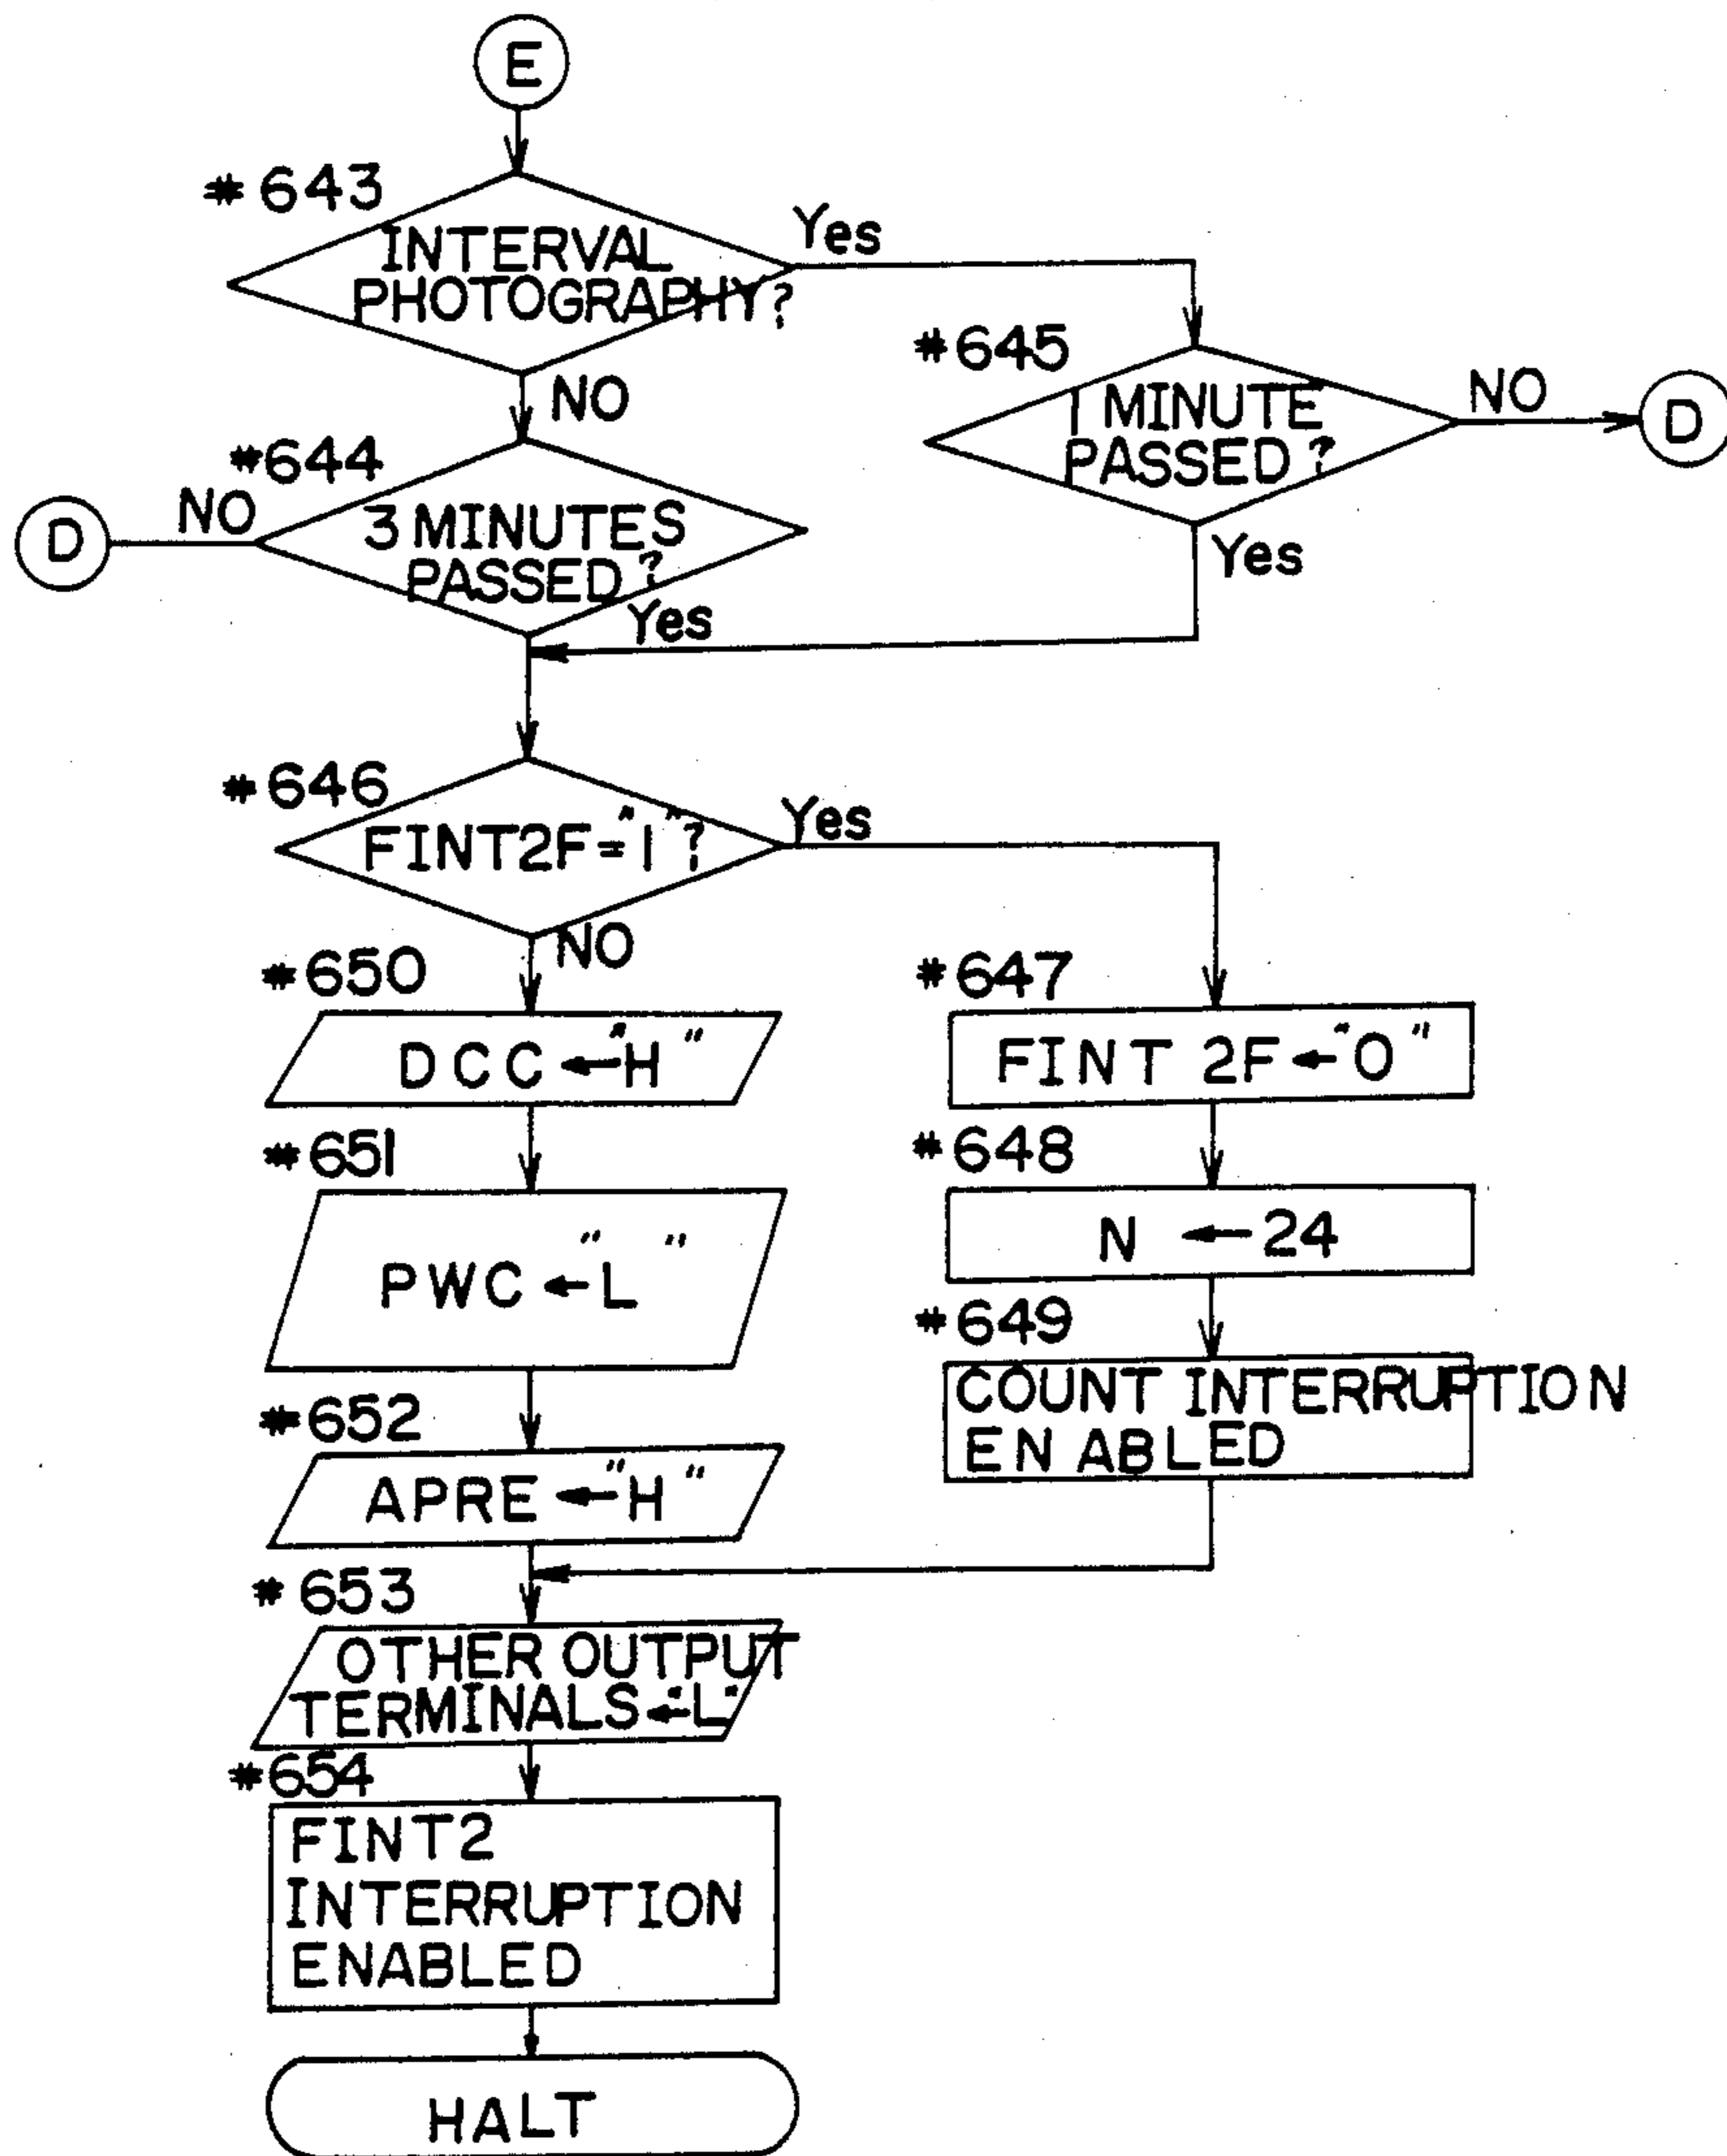 E
#643
INTERVAL
PHOTOGRAPHY?
Yes
NO
#645
1 MINUTE
PASSED?
NO
D
Yes
#644
NO
D
3 MINUTES
PASSED?
Yes
#646
FINT2F="1"?
Yes
NO
#650
DCC←"H"
#647
FINT 2F←"0"
#651
PWC←"L"
#648
N ←24
#649
COUNT INTERRUPTION
ENABLED
#652
APRE←"H"
#653
OTHER OUTPUT
TERMINALS←"L"
#654
FINT2
INTERRUPTION
ENABLED
HALT